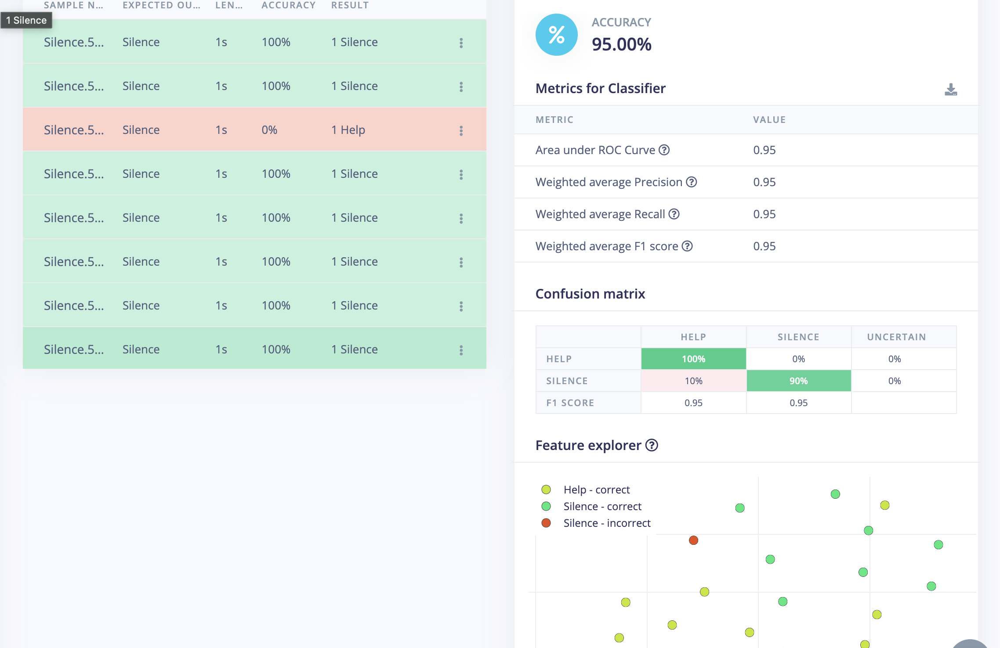 SAMPLE N... EXPECTED OU... LEN... ACCURACY RESULT
1 Silence
Silence.5... Silence 1s 100% 1 Silence
Silence.5... Silence 1s 100% 1 Silence
Silence.5... Silence 1s 0% 1 Help
Silence.5... Silence 1s 100% 1 Silence
Silence.5... Silence 1s 100% 1 Silence
Silence.5... Silence 1s 100% 1 Silence
Silence.5... Silence 1s 100% 1 Silence
Silence.5... Silence 1s 100% 1 Silence
%
ACCURACY
95.00%
Metrics for Classifier
METRIC VALUE
Area under ROC Curve ? 0.95
Weighted average Precision ? 0.95
Weighted average Recall ? 0.95
Weighted average F1 score ? 0.95
Confusion matrix
HELP SILENCE UNCERTAIN
HELP 100% 0% 0%
SILENCE 10% 90% 0%
F1 SCORE 0.95 0.95
Feature explorer ?
Help - correct
Silence - correct
Silence - incorrect